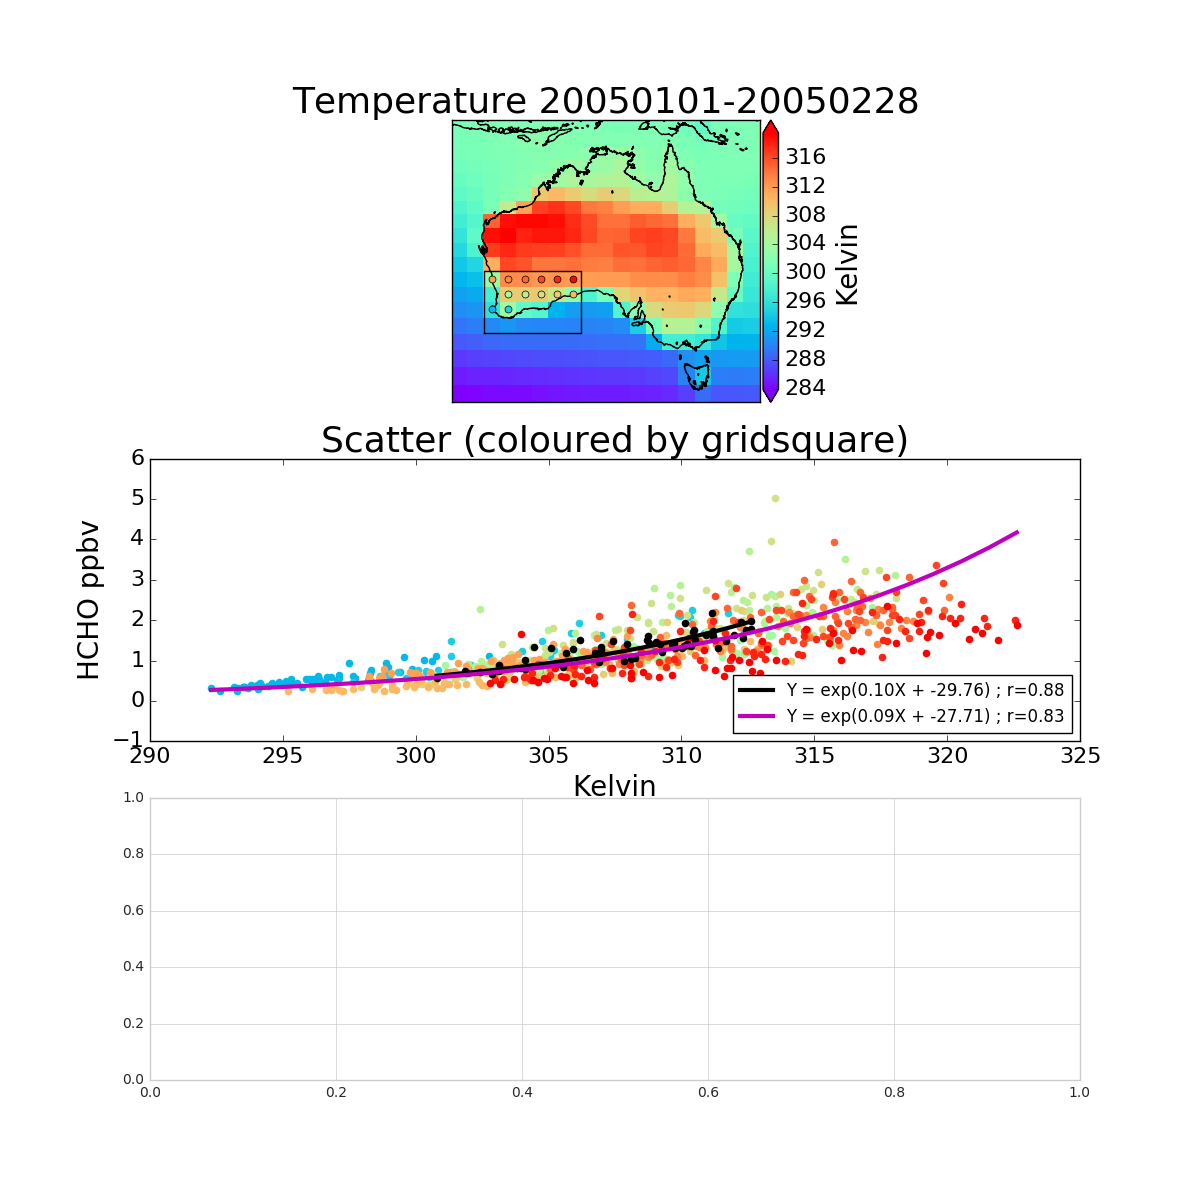 Temperature 20050101-20050228
316
312
308
304
300
296
292
288
284
Kelvin
Scatter (coloured by gridsquare)
6
5
4
3
2
1
0
−1
HCHO ppbv
Y = exp(0.10X + -29.76) ; r=0.88
Y = exp(0.09X + -27.71) ; r=0.83
290 295 300 305 310 315 320 325
Kelvin
1.0
0.8
0.6
0.4
0.2
0.0
0.0 0.2 0.4 0.6 0.8 1.0